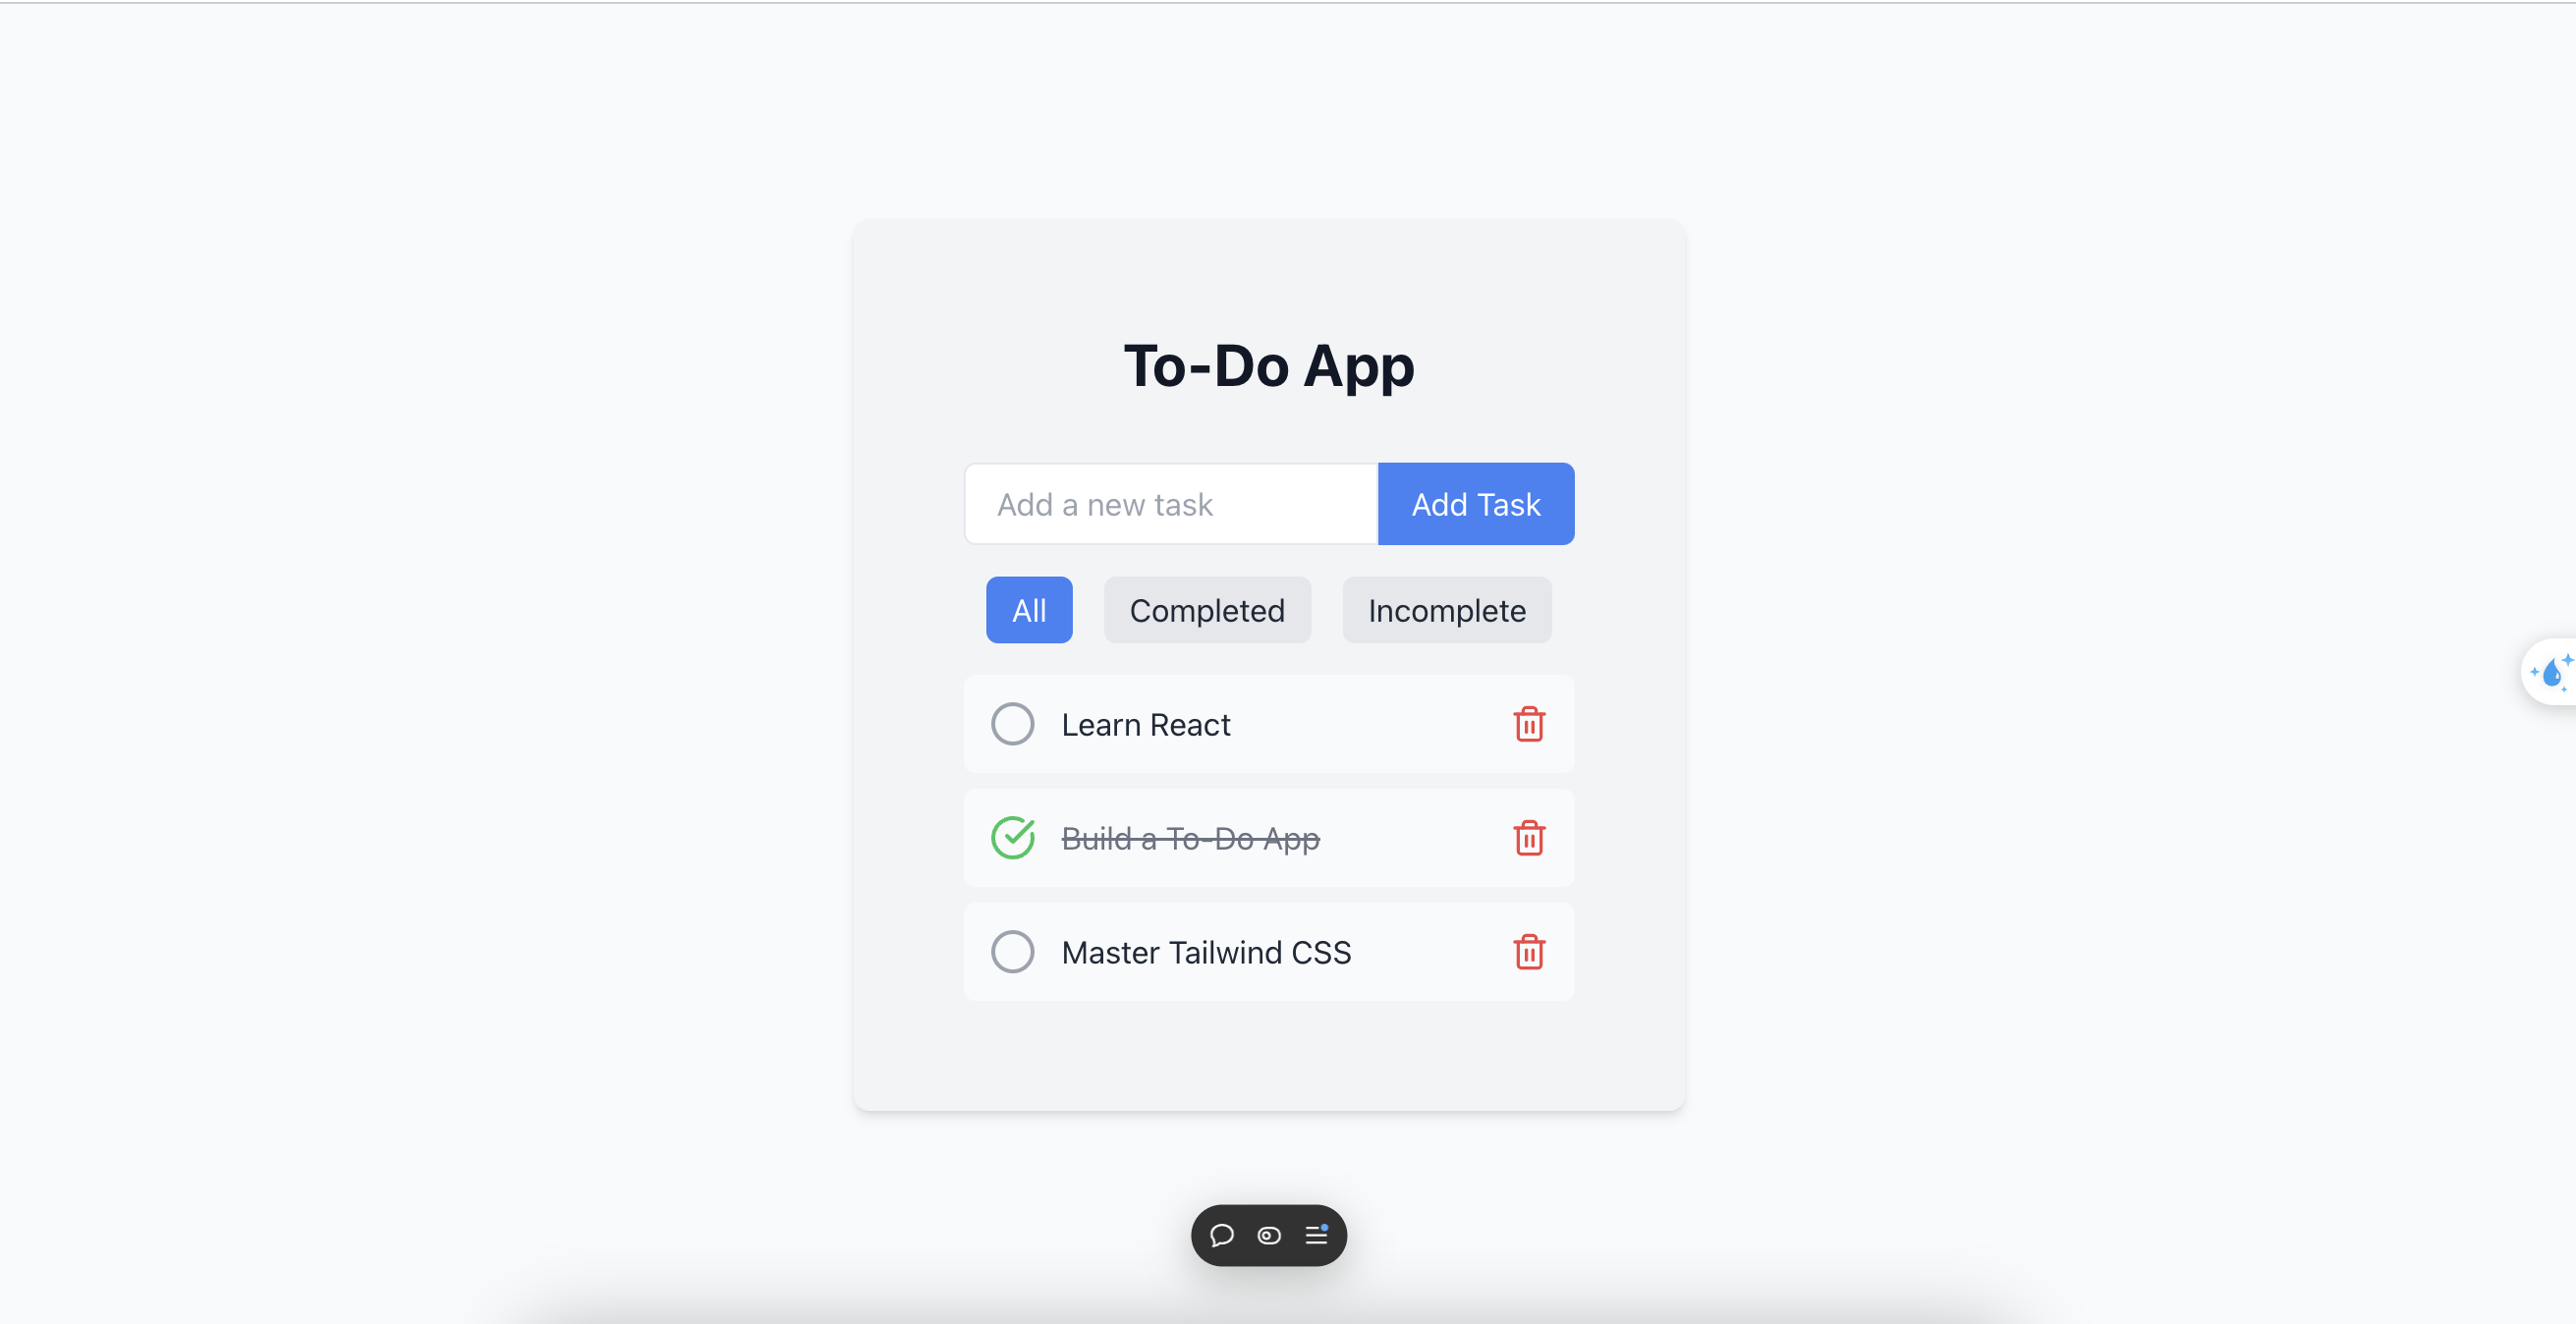 To-Do App
Add a new task
Add Task
All
Completed
Incomplete
Learn React
Build a To-Do App
Master Tailwind CSS